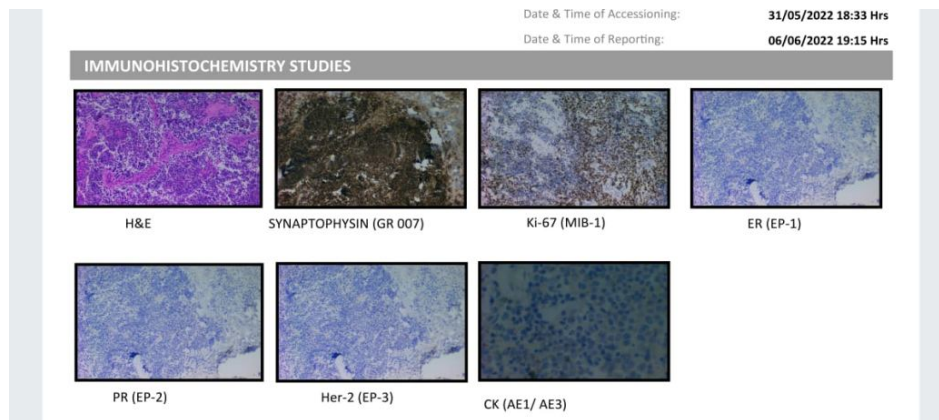 Date & Time of Accessioning: 31/05/2022 18:33 Hrs
Date & Time of Reporting: 06/06/2022 19:15 Hrs
IMMUNOHISTOCHEMISTRY STUDIES
H&E SYNAPTOPHYSIN (GR 007) Ki-67 (MIB-1) ER (EP-1)
PR (EP-2) Her-2 (EP-3) CK (AE1/ AE3)